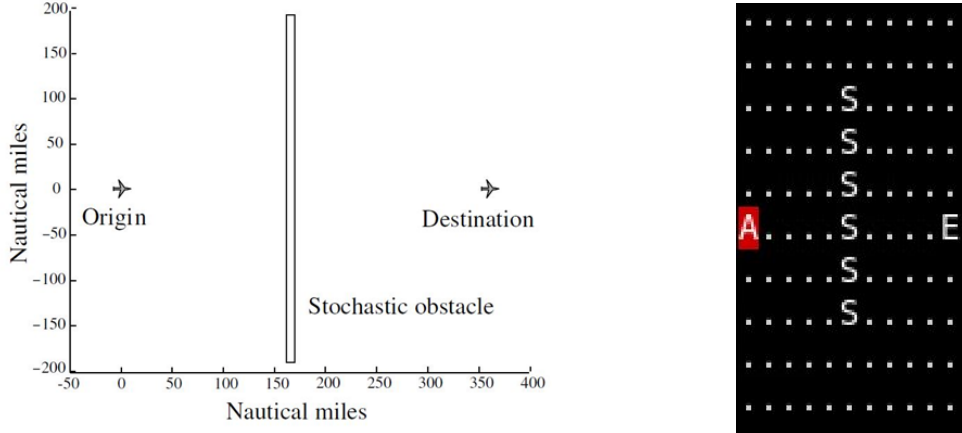 200
150
100
50
0
−50
−100
−150
−200
Nautical miles
Origin
Destination
Stochastic obstacle
-50 0 50 100 150 200 250 300 350 400
Nautical miles
. . . . . . . . . . .
. . . . . . . . . . .
. . . . . S . . . . .
. . . . . S . . . . .
. . . . . S . . . . .
A . . . . S . . . . E
. . . . . S . . . . .
. . . . . S . . . . .
. . . . . . . . . . .
. . . . . . . . . . .